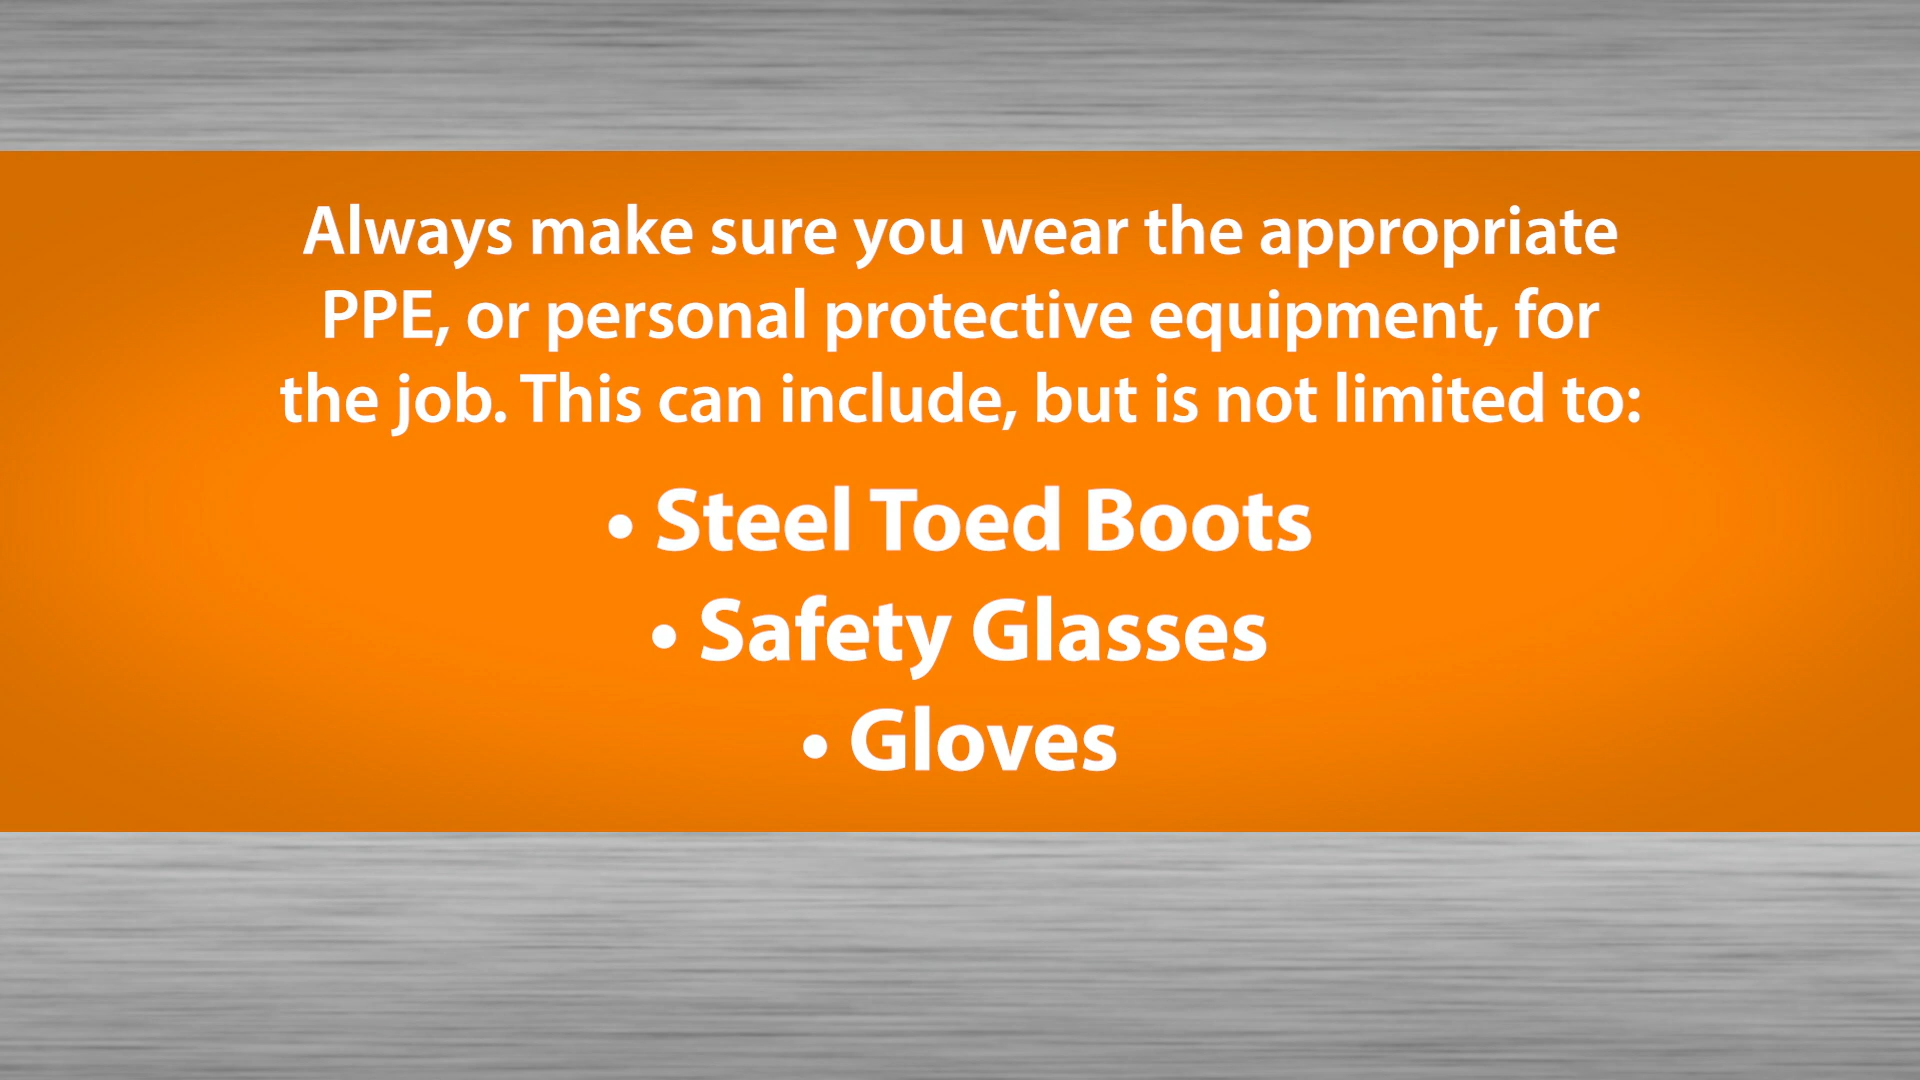 Always make sure you wear the appropriate
PPE, or personal protective equipment, for
the job. This can include, but is not limited to:
• Steel Toed Boots
• Safety Glasses
• Gloves